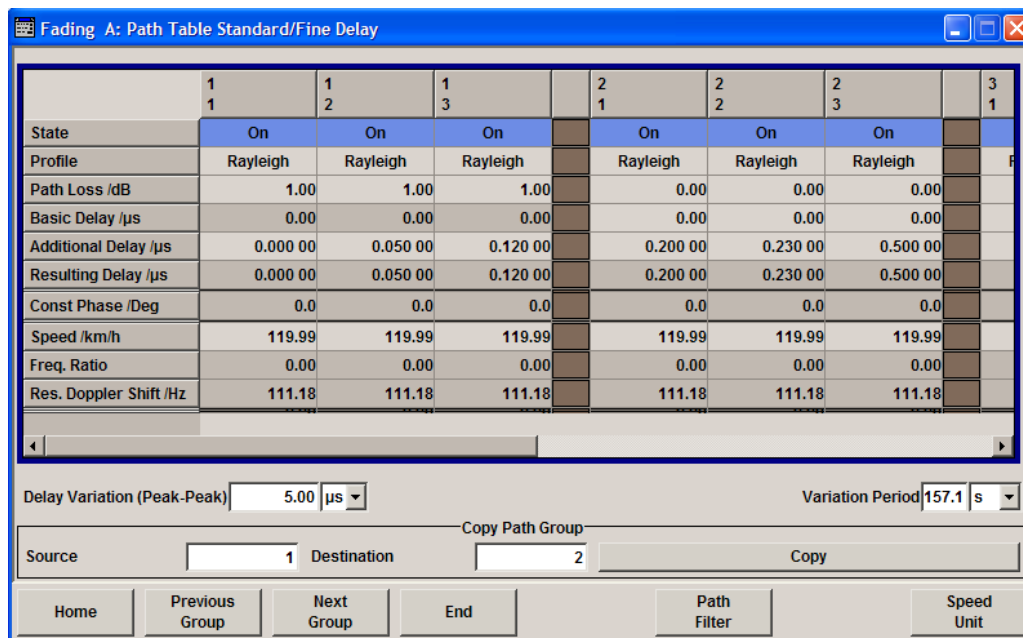 Fading A: Path Table Standard/Fine Delay
1 1 1 2 2 2 3
1 2 3 1 2 3 1
State On On On On On On
Profile Rayleigh Rayleigh Rayleigh Rayleigh Rayleigh Rayleigh
Path Loss /dB 1.00 1.00 1.00 0.00 0.00 0.00
Basic Delay /µs 0.00 0.00 0.00 0.00 0.00 0.00
Additional Delay /µs 0.000 00 0.050 00 0.120 00 0.200 00 0.230 00 0.500 00
Resulting Delay /µs 0.000 00 0.050 00 0.120 00 0.200 00 0.230 00 0.500 00
Const Phase /Deg 0.0 0.0 0.0 0.0 0.0 0.0
Speed /km/h 119.99 119.99 119.99 119.99 119.99 119.99
Freq. Ratio 0.00 0.00 0.00 0.00 0.00 0.00
Res. Doppler Shift /Hz 111.18 111.18 111.18 111.18 111.18 111.18
Delay Variation (Peak-Peak) 5.00 µs Variation Period 157.1 s
Copy Path Group
Source 1 Destination 2 Copy
Home Previous Group Next Group End Path Filter Speed Unit